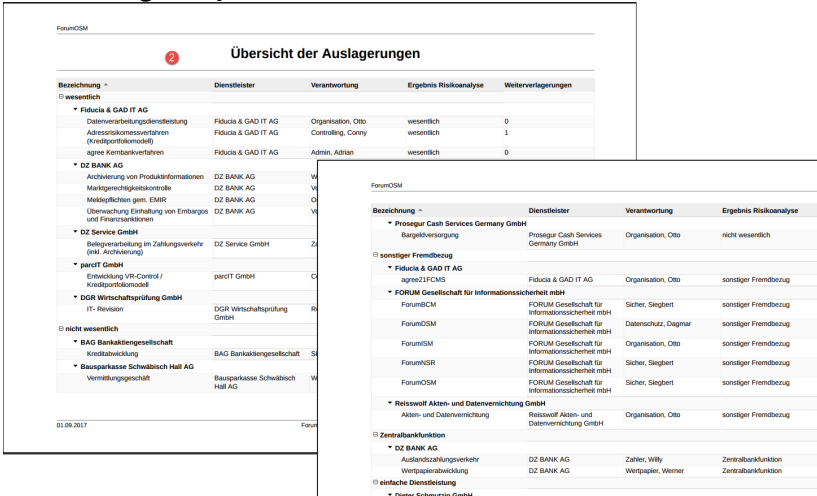 ForumOSM
2
Übersicht der Auslagerungen
Bezeichnung Dienstleister Verantwortung Ergebnis Risikoanalyse Weiterverlagerungen
wesentlich
Fiducia & GAD IT AG
Datenverarbeitungsdienstleistung Fiducia & GAD IT AG Organisation, Otto wesentlich 0
Adressrisikomessverfahren Fiducia & GAD IT AG Controlling, Conny wesentlich 1
(Kreditportfoliomodell)
agree Kernbankverfahren Fiducia & GAD IT AG Admin, Adrian wesentlich 0
DZ BANK AG
Archivierung von Produktinformationen DZ BANK AG
Marktgerechtigkeitskontrolle DZ BANK AG
Meldepflichten gem. EMIR DZ BANK AG
Überwachung Einhaltung von Embargos DZ BANK AG
und Finanzsanktionen
DZ Service GmbH
Belegverarbeitung im Zahlungsverkehr DZ Service GmbH
(inkl. Archivierung)
parcIT GmbH
Entwicklung VR-Control / parcIT GmbH
Kreditportfoliomodell
DGR Wirtschaftsprüfung GmbH
IT- Revision DGR Wirtschaftsprüfung
GmbH
nicht wesentlich
BAG Bankaktiengesellschaft
Kreditabwicklung BAG Bankaktiengesellschaft
Bausparkasse Schwäbisch Hall AG
Vermittlungsgeschäft Bausparkasse Schwäbisch
Hall AG
01.09.2017 Forum
ForumOSM
Bezeichnung Dienstleister Verantwortung Ergebnis Risikoanalyse
Prosegur Cash Services Germany GmbH
Bargeldversorgung Prosegur Cash Services Organisation, Otto nicht wesentlich
Germany GmbH
sonstiger Fremdbezug
Fiducia & GAD IT AG
agree21FCMS Fiducia & GAD IT AG Organisation, Otto sonstiger Fremdbezug
FORUM Gesellschaft für Informationssicherheit mbH
ForumBCM FORUM Gesellschaft für Sicher, Siegbert sonstiger Fremdbezug
Informationssicherheit mbH
ForumDSM FORUM Gesellschaft für Datenschutz, Dagmar sonstiger Fremdbezug
Informationssicherheit mbH
ForumISM FORUM Gesellschaft für Organisation, Otto sonstiger Fremdbezug
Informationssicherheit mbH
ForumNSR FORUM Gesellschaft für Sicher, Siegbert sonstiger Fremdbezug
Informationssicherheit mbH
ForumOSM FORUM Gesellschaft für Sicher, Siegbert sonstiger Fremdbezug
Informationssicherheit mbH
Reisswolf Akten- und Datenvernichtung GmbH
Akten- und Datenvernichtung Reisswolf Akten- und Organisation, Otto sonstiger Fremdbezug
Datenvernichtung GmbH
Zentralbankfunktion
DZ BANK AG
Auslandszahlungsverkehr DZ BANK AG Zahler, Willy Zentralbankfunktion
Wertpapierabwicklung DZ BANK AG Wertpapier, Werner Zentralbankfunktion
einfache Dienstleistung
Dieter Schmutzin GmbH